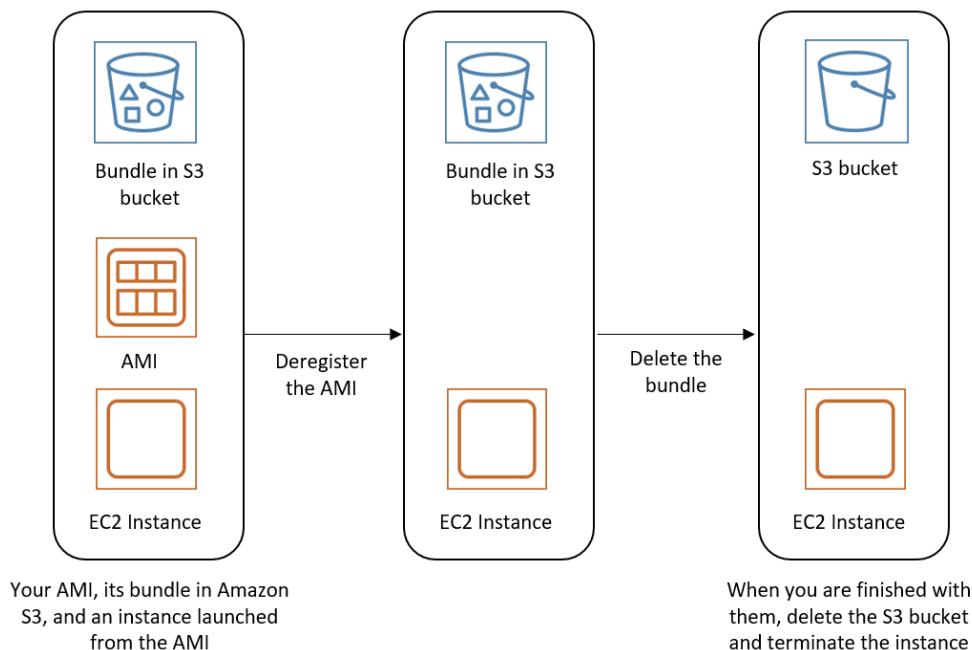 Bundle in S3
bucket
AMI
EC2 Instance
Your AMI, its bundle in Amazon
S3, and an instance launched
from the AMI
Deregister
the AMI
Bundle in S3
bucket
EC2 Instance
Delete the
bundle
S3 bucket
EC2 Instance
When you are finished with
them, delete the S3 bucket
and terminate the instance